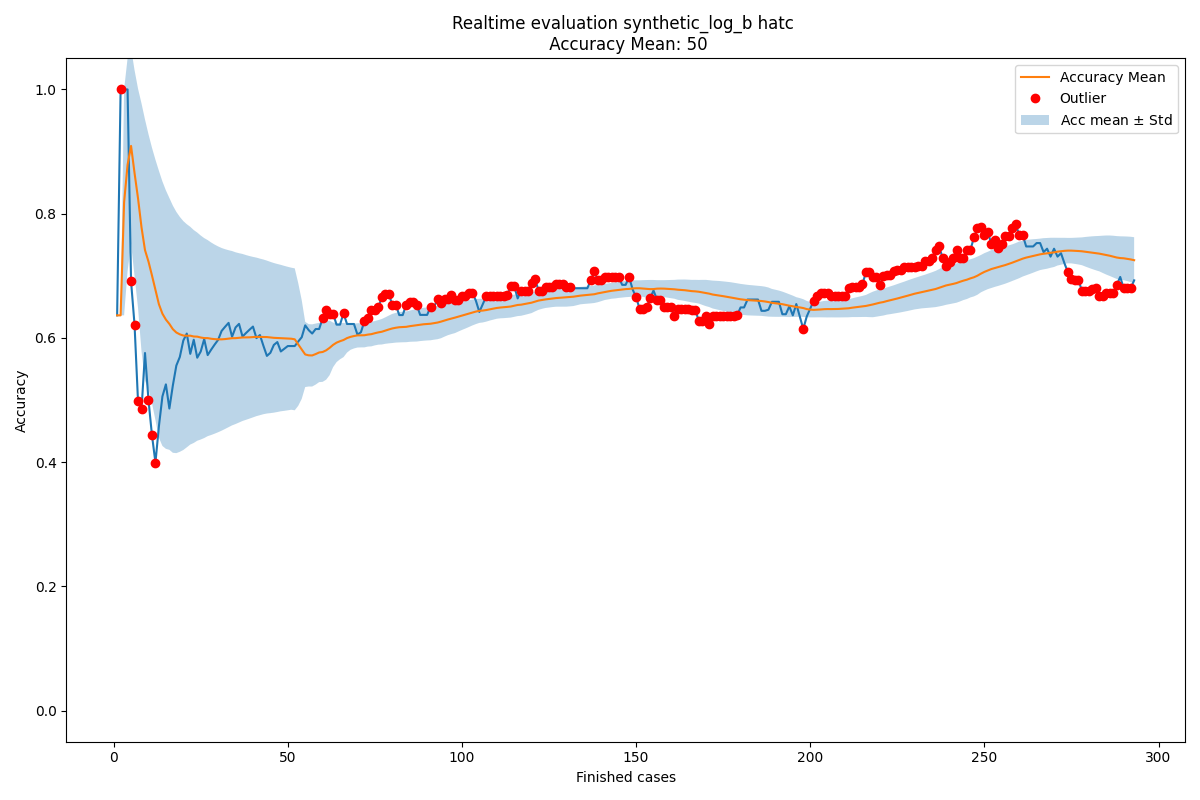 Realtime evaluation synthetic_log_b hatc
Accuracy Mean: 50
Accuracy Mean
Outlier
Acc mean ± Std
1.0
0.8
0.6
0.4
0.2
0.0
Accuracy
0 50 100 150 200 250 300
Finished cases